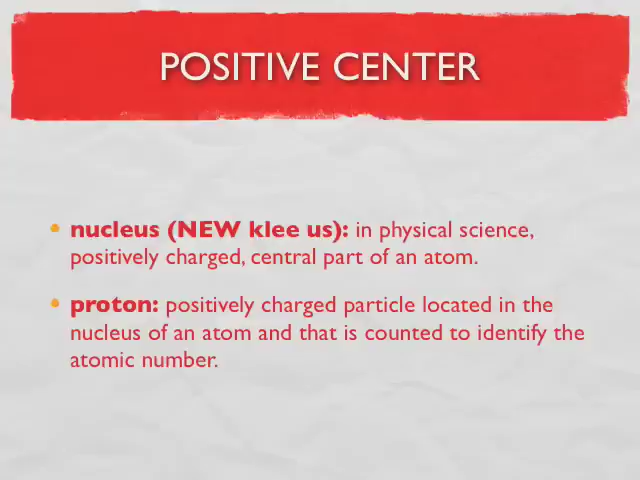 POSITIVE CENTER
• nucleus (NEW klee us): in physical science,
positively charged, central part of an atom.
• proton: positively charged particle located in the
nucleus of an atom and that is counted to identify the
atomic number.